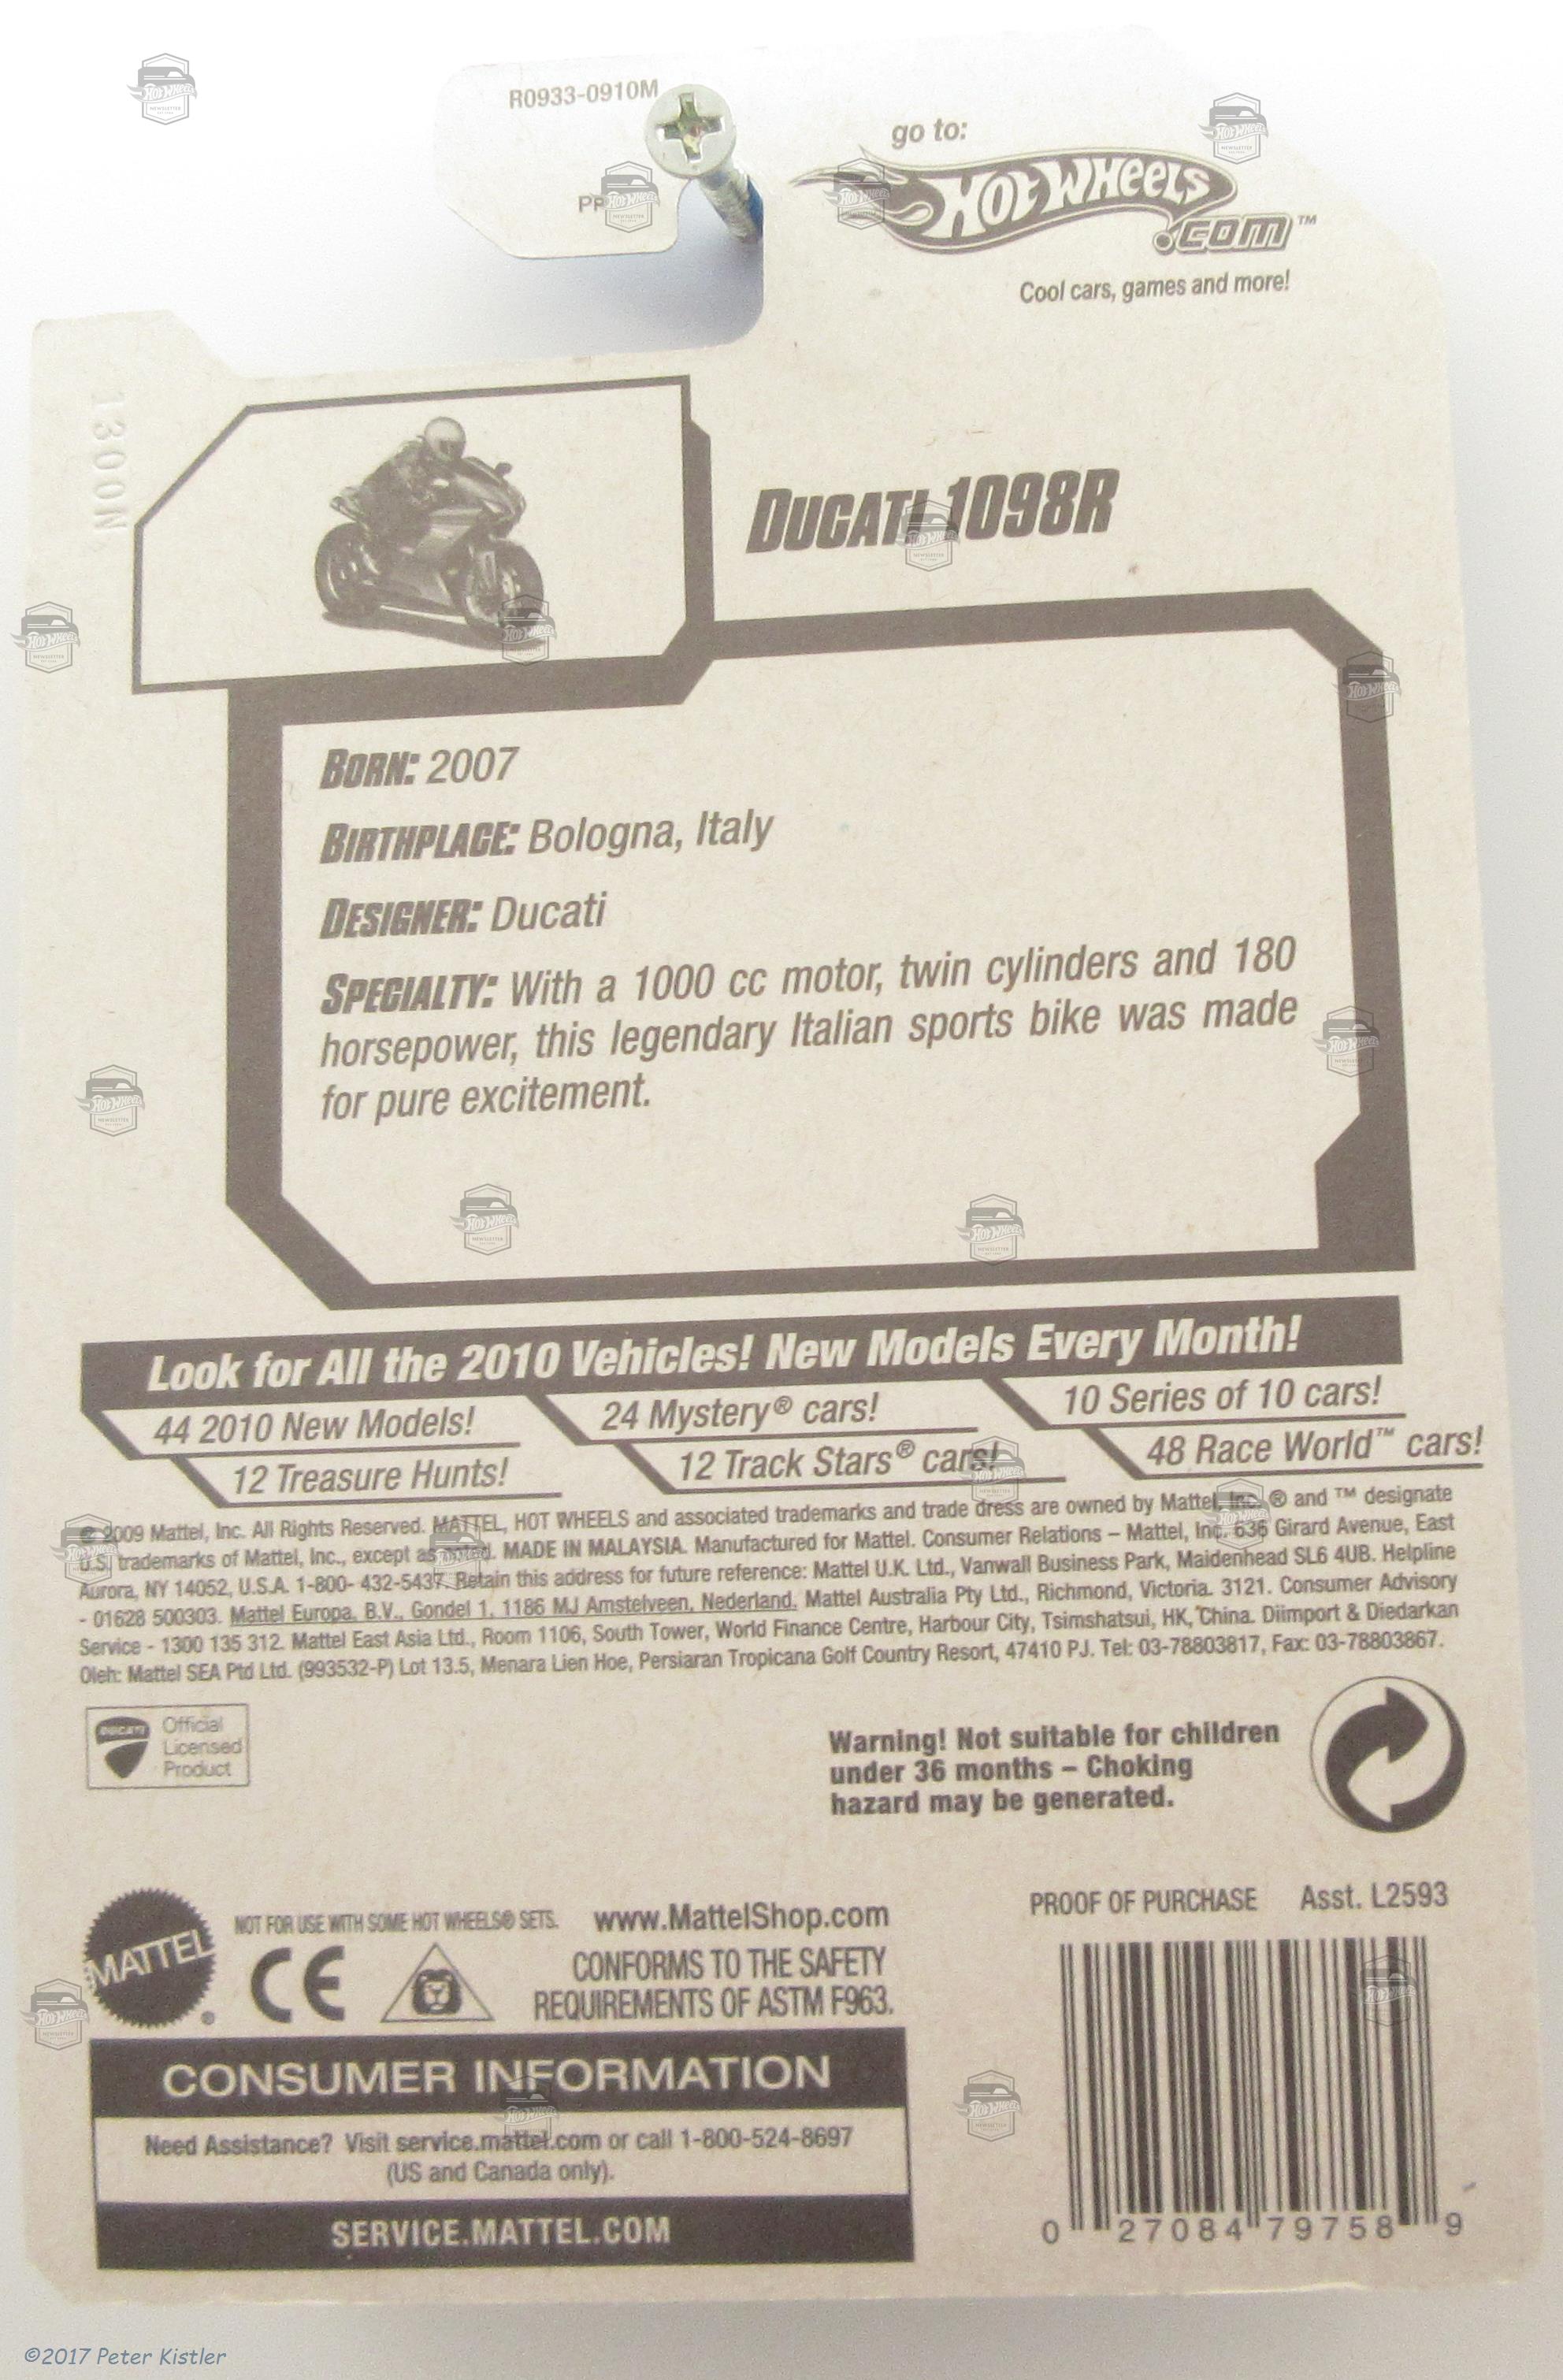 R0933-0910M
go to:
HOT WHEELS
.COM™
Cool cars, games and more!
1300N
DUCATI 1098R
BORN: 2007
BIRTHPLACE: Bologna, Italy
DESIGNER: Ducati
SPECIALTY: With a 1000 cc motor, twin cylinders and 180
horsepower, this legendary Italian sports bike was made
for pure excitement.
Look for All the 2010 Vehicles! New Models Every Month!
44 2010 New Models!
24 Mystery® cars!
10 Series of 10 cars!
12 Treasure Hunts!
12 Track Stars® cars!
48 Race World™ cars!
© 2009 Mattel, Inc. All Rights Reserved. MATTEL, HOT WHEELS and associated trademarks and trade dress are owned by Mattel, Inc. ® and ™ designate
U.S. trademarks of Mattel, Inc., except as noted. MADE IN MALAYSIA. Manufactured for Mattel. Consumer Relations – Mattel, Inc. 636 Girard Avenue, East
Aurora, NY 14052, U.S.A. 1-800- 432-5437. Retain this address for future reference: Mattel U.K. Ltd., Vanwall Business Park, Maidenhead SL6 4UB. Helpline
- 01628 500303. Mattel Europa, B.V., Gondel 1, 1186 MJ Amstelveen, Nederland. Mattel Australia Pty Ltd., Richmond, Victoria. 3121. Consumer Advisory
Service - 1300 135 312. Mattel East Asia Ltd., Room 1106, South Tower, World Finance Centre, Harbour City, Tsimshatsui, HK, China. Diimport & Diedarkan
Oleh: Mattel SEA Ptd Ltd. (993532-P) Lot 13.5, Menara Lien Hoe, Persiaran Tropicana Golf Country Resort, 47410 PJ. Tel: 03-78803817, Fax: 03-78803867.
DUCATI
Official
Licensed
Product
Warning! Not suitable for children
under 36 months – Choking
hazard may be generated.
MATTEL®
NOT FOR USE WITH SOME HOT WHEELS® SETS.
www.MattelShop.com
CE
CONFORMS TO THE SAFETY
REQUIREMENTS OF ASTM F963.
PROOF OF PURCHASE Asst. L2593
CONSUMER INFORMATION
Need Assistance? Visit service.mattel.com or call 1-800-524-8697
(US and Canada only).
SERVICE.MATTEL.COM
0 27084 79758 9
©2017 Peter Kistler